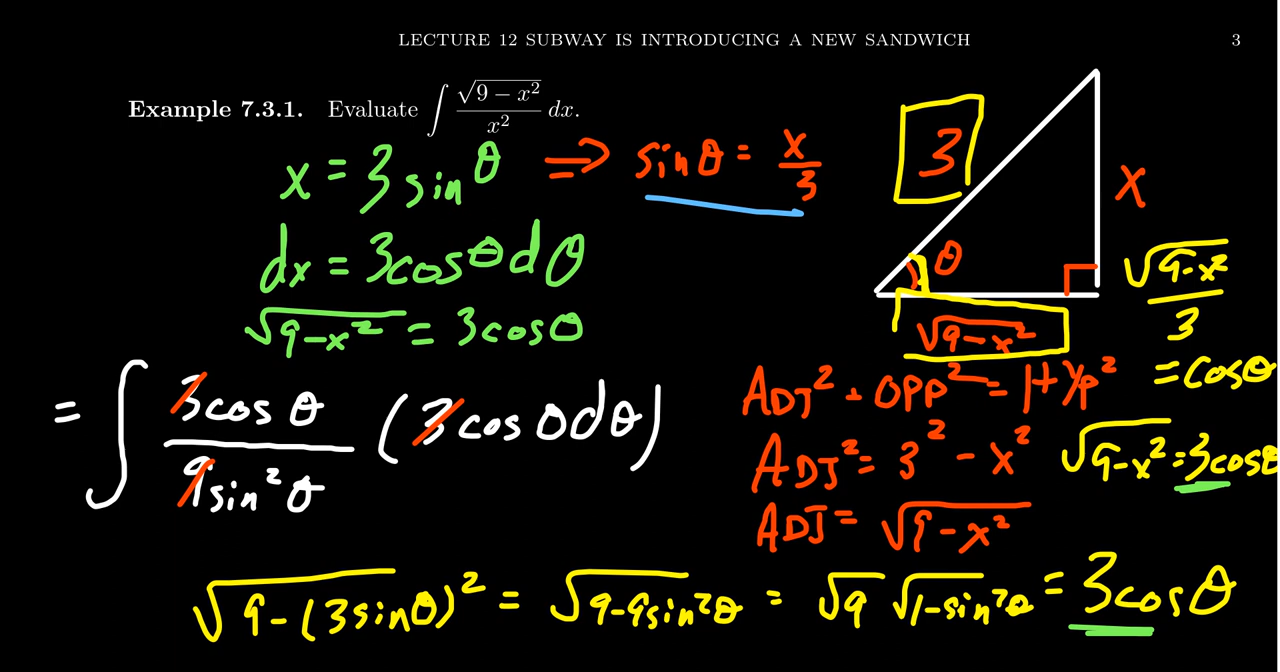 LECTURE 12 SUBWAY IS INTRODUCING A NEW SANDWICH 3
Example 7.3.1. Evaluate ∫ √(9 − x²) / x² dx.
x = 3 sin θ ⇒ sin θ = x/3
dx = 3cos θ d θ
√(9−x²) = 3cos θ
= ∫ 3cos θ / 9sin² θ (3cos θ dθ)
3
x
θ
√(9−x²)
√(9−x²) / 3
= cos θ
√(9−x²) = 3cos θ
ADJ² + OPP² = HYP²
ADJ² = 3² − x²
ADJ = √(9−x²)
√(9−(3sin θ)²) = √(9−9sin²θ) = √9 √(1−sin²θ) = 3cos θ